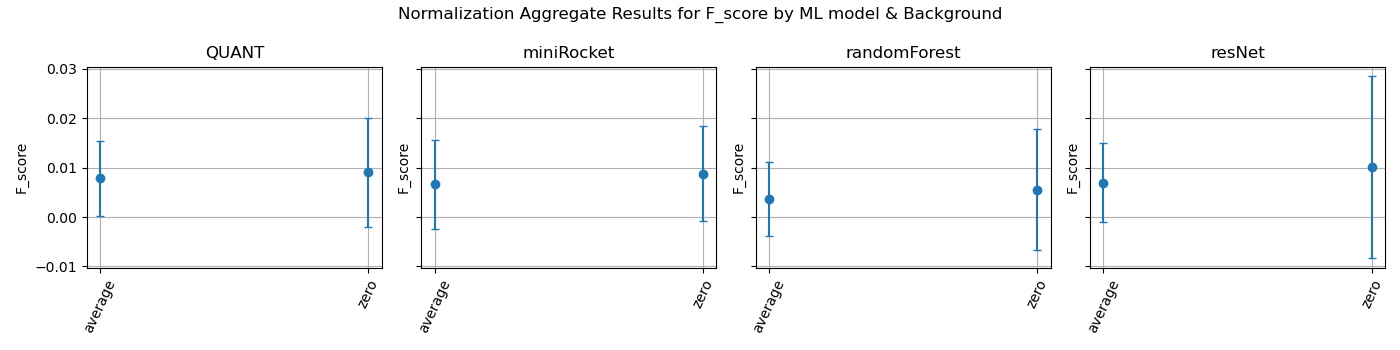 Normalization Aggregate Results for F_score by ML model & Background
QUANT
miniRocket
randomForest
resNet
0.03
0.02
0.01
0.00
−0.01
F_score
F_score
F_score
F_score
average
zero
average
zero
average
zero
average
zero